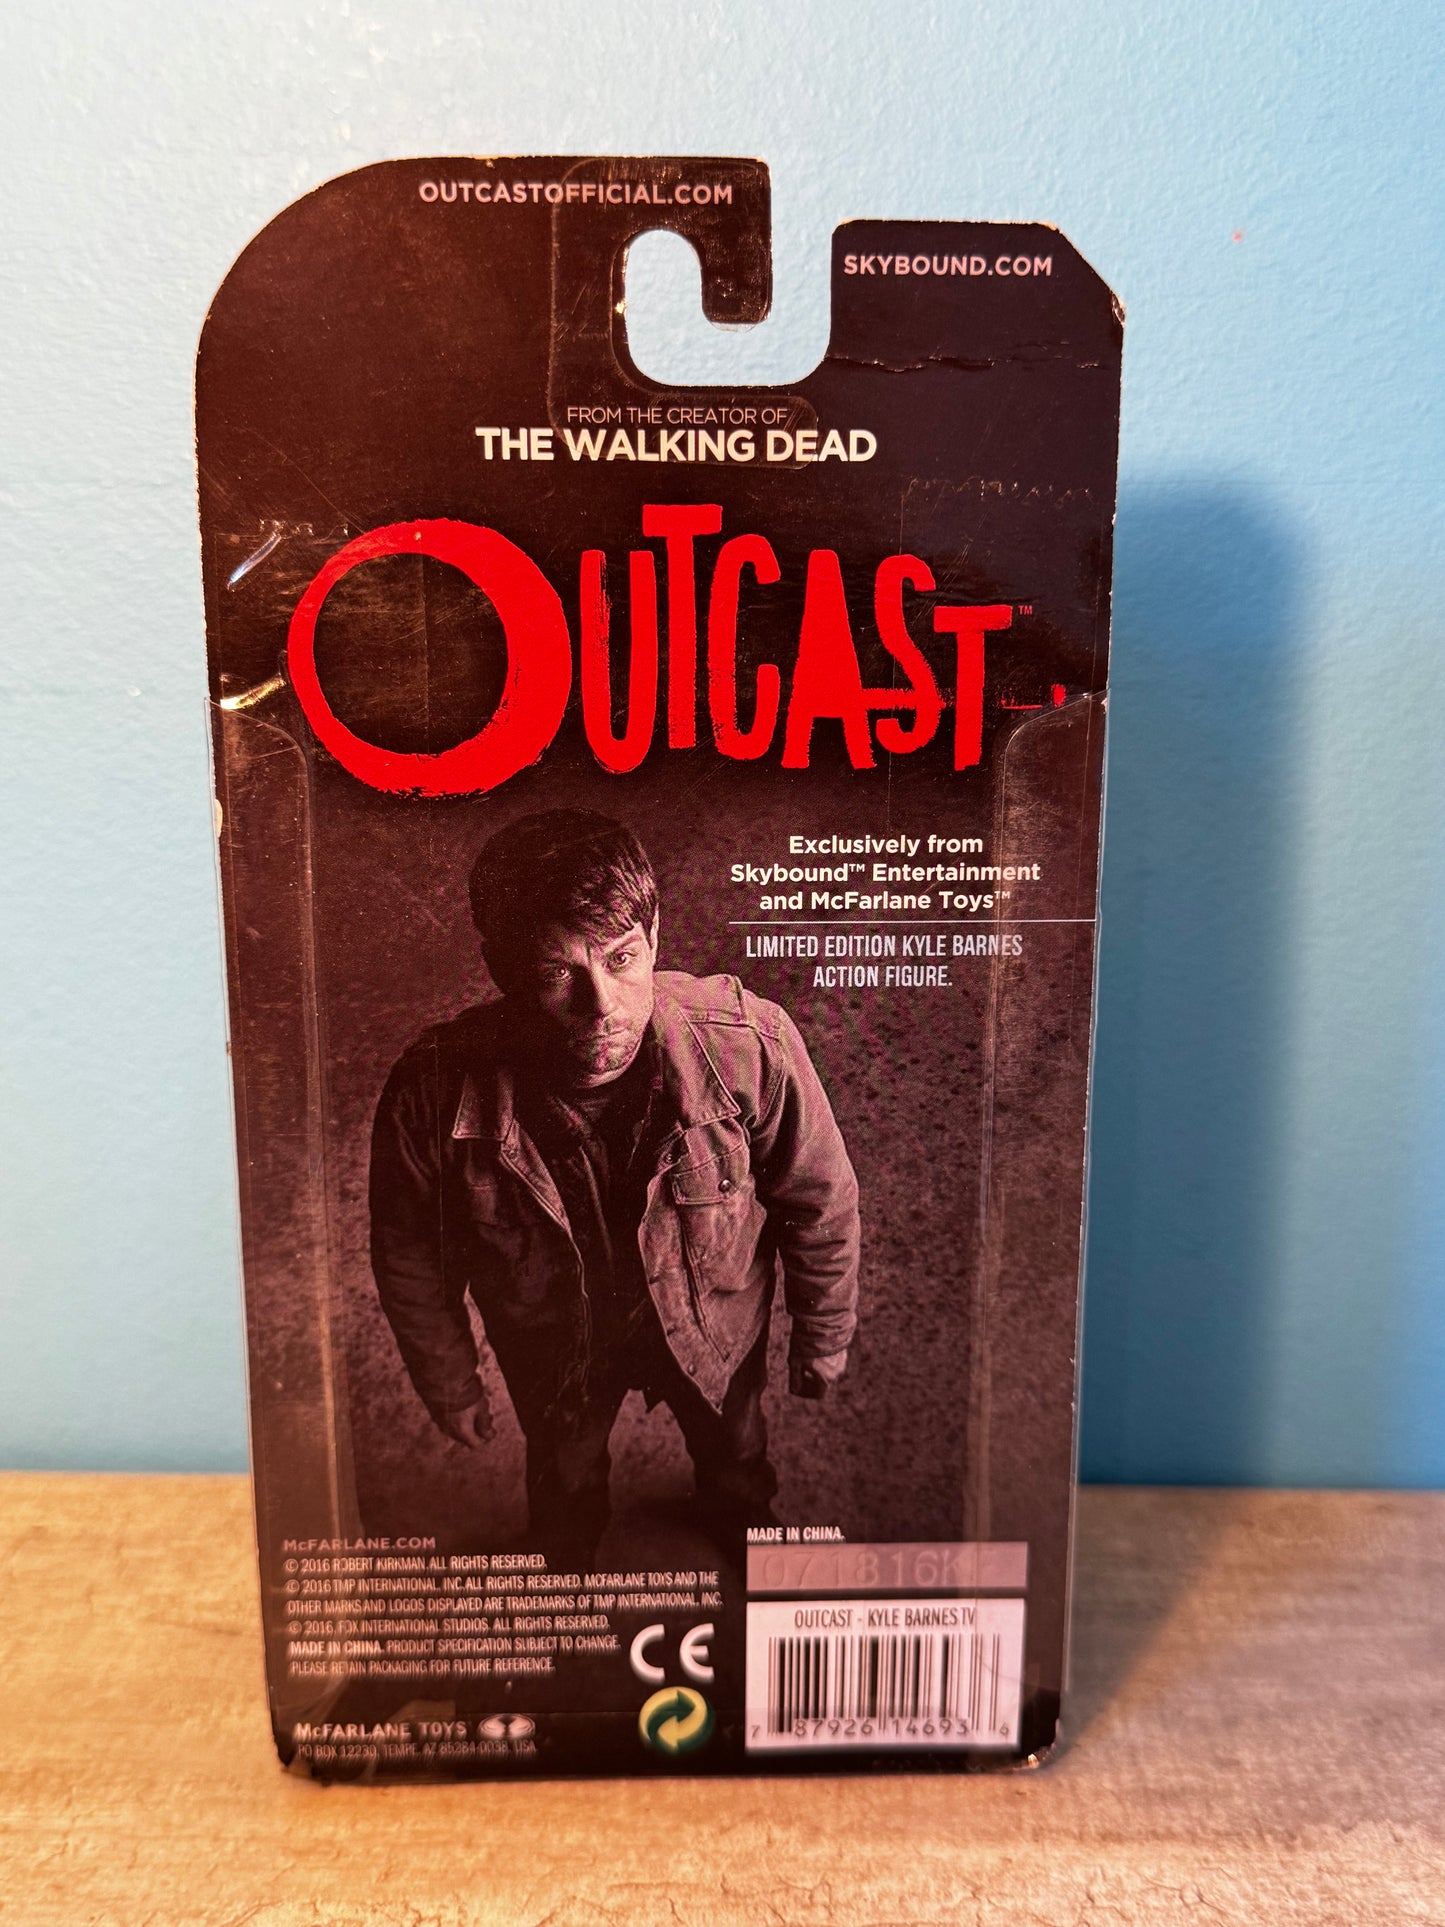 OUTCASTOFFICIAL.COM
SKYBOUND.COM
FROM THE CREATOR OF
THE WALKING DEAD
OUTCAST™
Exclusively from
Skybound™ Entertainment
and McFarlane Toys™
LIMITED EDITION KYLE BARNES
ACTION FIGURE.
McFARLANE.COM
© 2016 ROBERT KIRKMAN. ALL RIGHTS RESERVED.
© 2016 TMP INTERNATIONAL, INC. ALL RIGHTS RESERVED. MCFARLANE TOYS AND THE
OTHER MARKS AND LOGOS DISPLAYED ARE TRADEMARKS OF TMP INTERNATIONAL, INC.
© 2016, FOX INTERNATIONAL STUDIOS. ALL RIGHTS RESERVED.
MADE IN CHINA. PRODUCT SPECIFICATION SUBJECT TO CHANGE.
PLEASE RETAIN PACKAGING FOR FUTURE REFERENCE.
CE
McFARLANE TOYS
PO BOX 12230, TEMPE, AZ 85284-0038, USA
MADE IN CHINA.
071816K
OUTCAST - KYLE BARNES TV
7 87926 14693 6